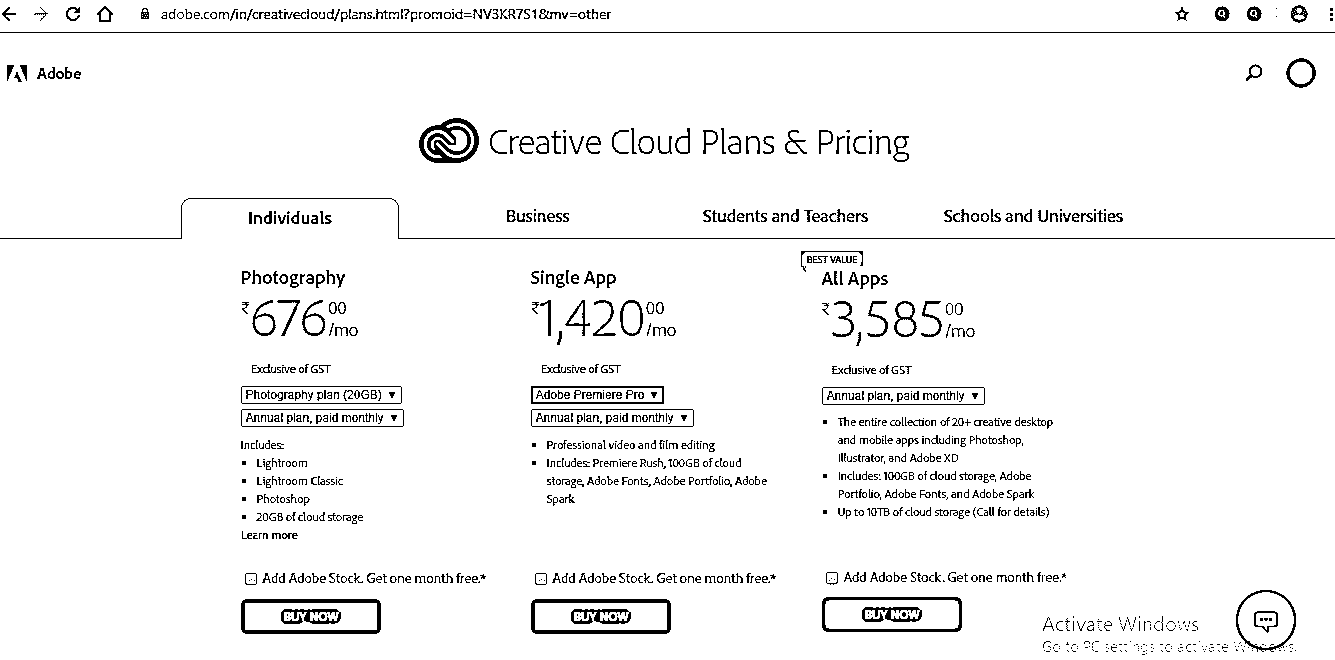 adobe.com/in/creativecloud/plans.html?promoid=NV3KR7S1&mv=other
Adobe
Creative Cloud Plans & Pricing
Individuals
Business
Students and Teachers
Schools and Universities
Photography
₹676 00 /mo
Exclusive of GST
Photography plan (20GB)
Annual plan, paid monthly
Includes:
Lightroom
Lightroom Classic
Photoshop
20GB of cloud storage
Learn more
Add Adobe Stock. Get one month free.*
BUY NOW
Single App
₹1,420 00 /mo
Exclusive of GST
Adobe Premiere Pro
Annual plan, paid monthly
Professional video and film editing
Includes: Premiere Rush, 100GB of cloud
storage, Adobe Fonts, Adobe Portfolio, Adobe
Spark
Add Adobe Stock. Get one month free.*
BUY NOW
BEST VALUE
All Apps
₹3,585 00 /mo
Exclusive of GST
Annual plan, paid monthly
The entire collection of 20+ creative desktop
and mobile apps including Photoshop,
Illustrator, and Adobe XD
Includes: 100GB of cloud storage, Adobe
Portfolio, Adobe Fonts, and Adobe Spark
Up to 10TB of cloud storage (Call for details)
Add Adobe Stock. Get one month free.*
BUY NOW
Activate Windows
Go to PC settings to activate Windows.